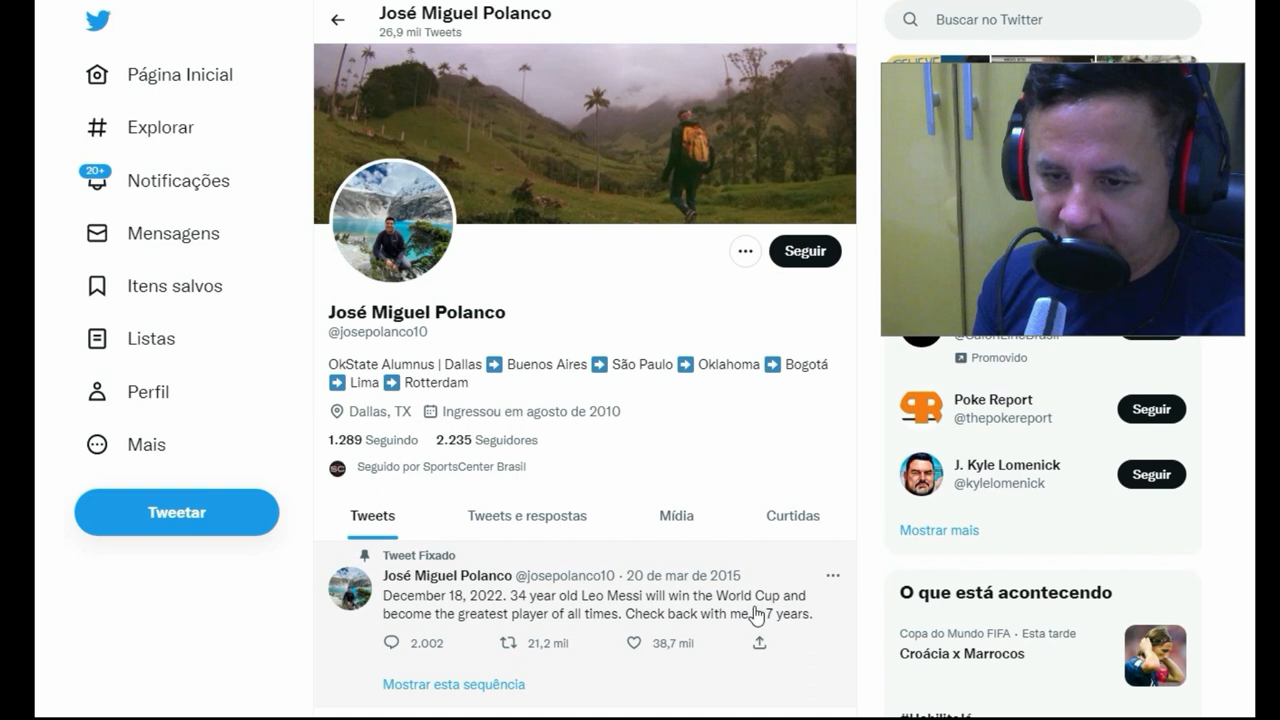 José Miguel Polanco
26,9 mil Tweets
Buscar no Twitter
Página Inicial
Explorar
20+
Notificações
Mensagens
Itens salvos
Listas
Perfil
Mais
Tweetar
Seguir
José Miguel Polanco
@josepolanco10
OkState Alumnus | Dallas ➡ Buenos Aires ➡ São Paulo ➡ Oklahoma ➡ Bogotá
➡ Lima ➡ Rotterdam
Dallas, TX Ingressou em agosto de 2010
1.289 Seguindo 2.235 Seguidores
SC Seguido por SportsCenter Brasil
Tweets Tweets e respostas Mídia Curtidas
Tweet Fixado
José Miguel Polanco @josepolanco10 · 20 de mar de 2015
December 18, 2022. 34 year old Leo Messi will win the World Cup and
become the greatest player of all times. Check back with me 7 years.
2.002 21,2 mil 38,7 mil
Mostrar esta sequência
Promovido
Poke Report
@thepokereport
Seguir
J. Kyle Lomenick
@kylelomenick
Seguir
Mostrar mais
O que está acontecendo
Copa do Mundo FIFA · Esta tarde
Croácia x Marrocos